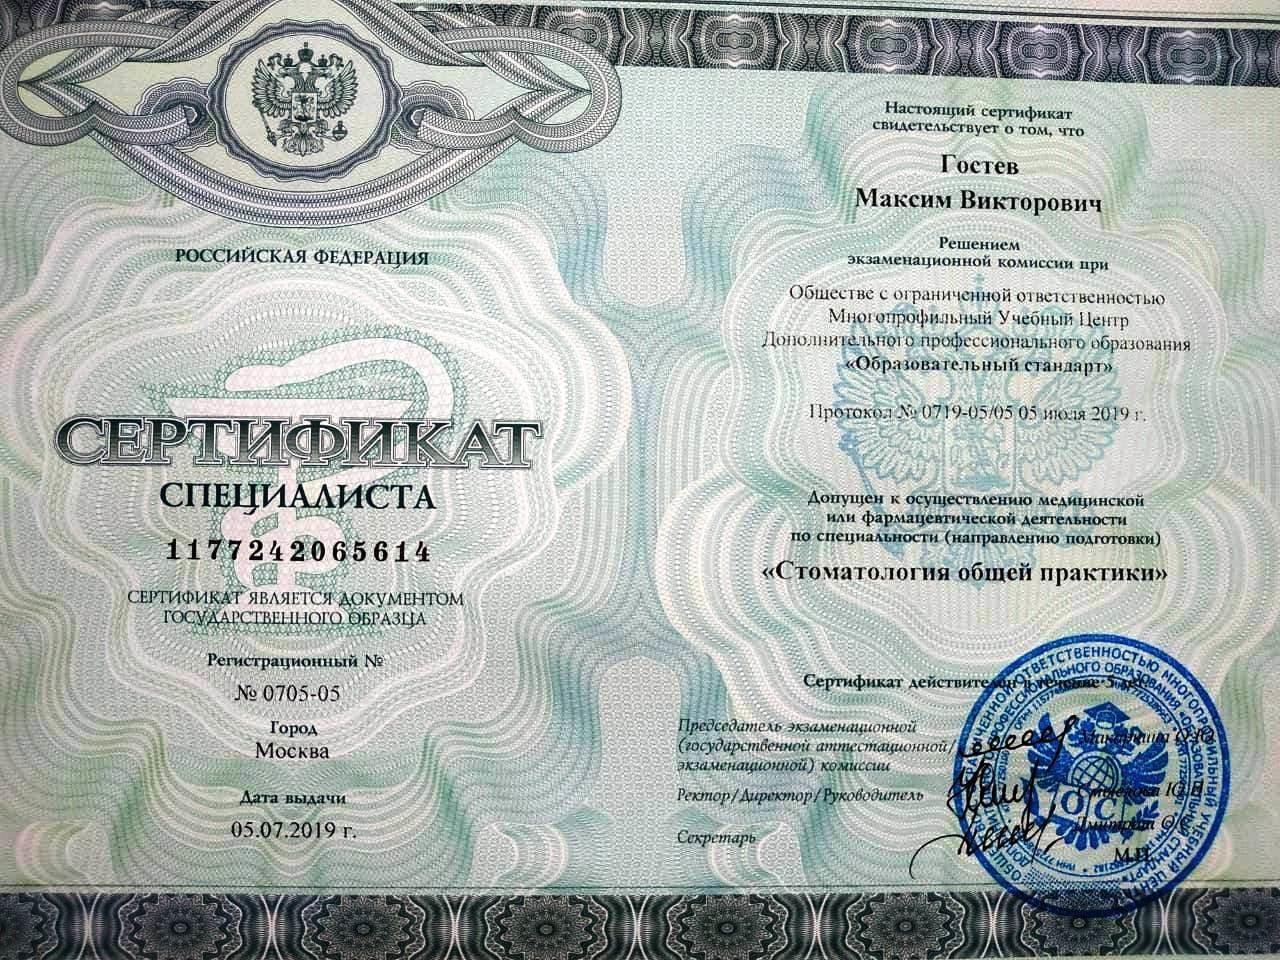 РОССИЙСКАЯ ФЕДЕРАЦИЯ
СЕРТИФИКАТ
СПЕЦИАЛИСТА
1177242065614
СЕРТИФИКАТ ЯВЛЯЕТСЯ ДОКУМЕНТОМ
ГОСУДАРСТВЕННОГО ОБРАЗЦА
Регистрационный №
№ 0705-05
Город
Москва
Дата выдачи
05.07.2019 г.
Настоящий сертификат
свидетельствует о том, что
Гостев
Максим Викторович
Решением
экзаменационной комиссии при
Обществе с ограниченной ответственностью
Многопрофильный Учебный Центр
Дополнительного профессионального образования
«Образовательный стандарт»
Протокол № 0719-05/05 05 июля 2019 г.
Допущен к осуществлению медицинской
или фармацевтической деятельности
по специальности (направлению подготовки)
«Стоматология общей практики»
Сертификат действителен в течение 5 лет
Председатель экзаменационной
(государственной аттестационной/
экзаменационной) комиссии
Ректор/Директор/Руководитель
Секретарь
М.П.
ОС